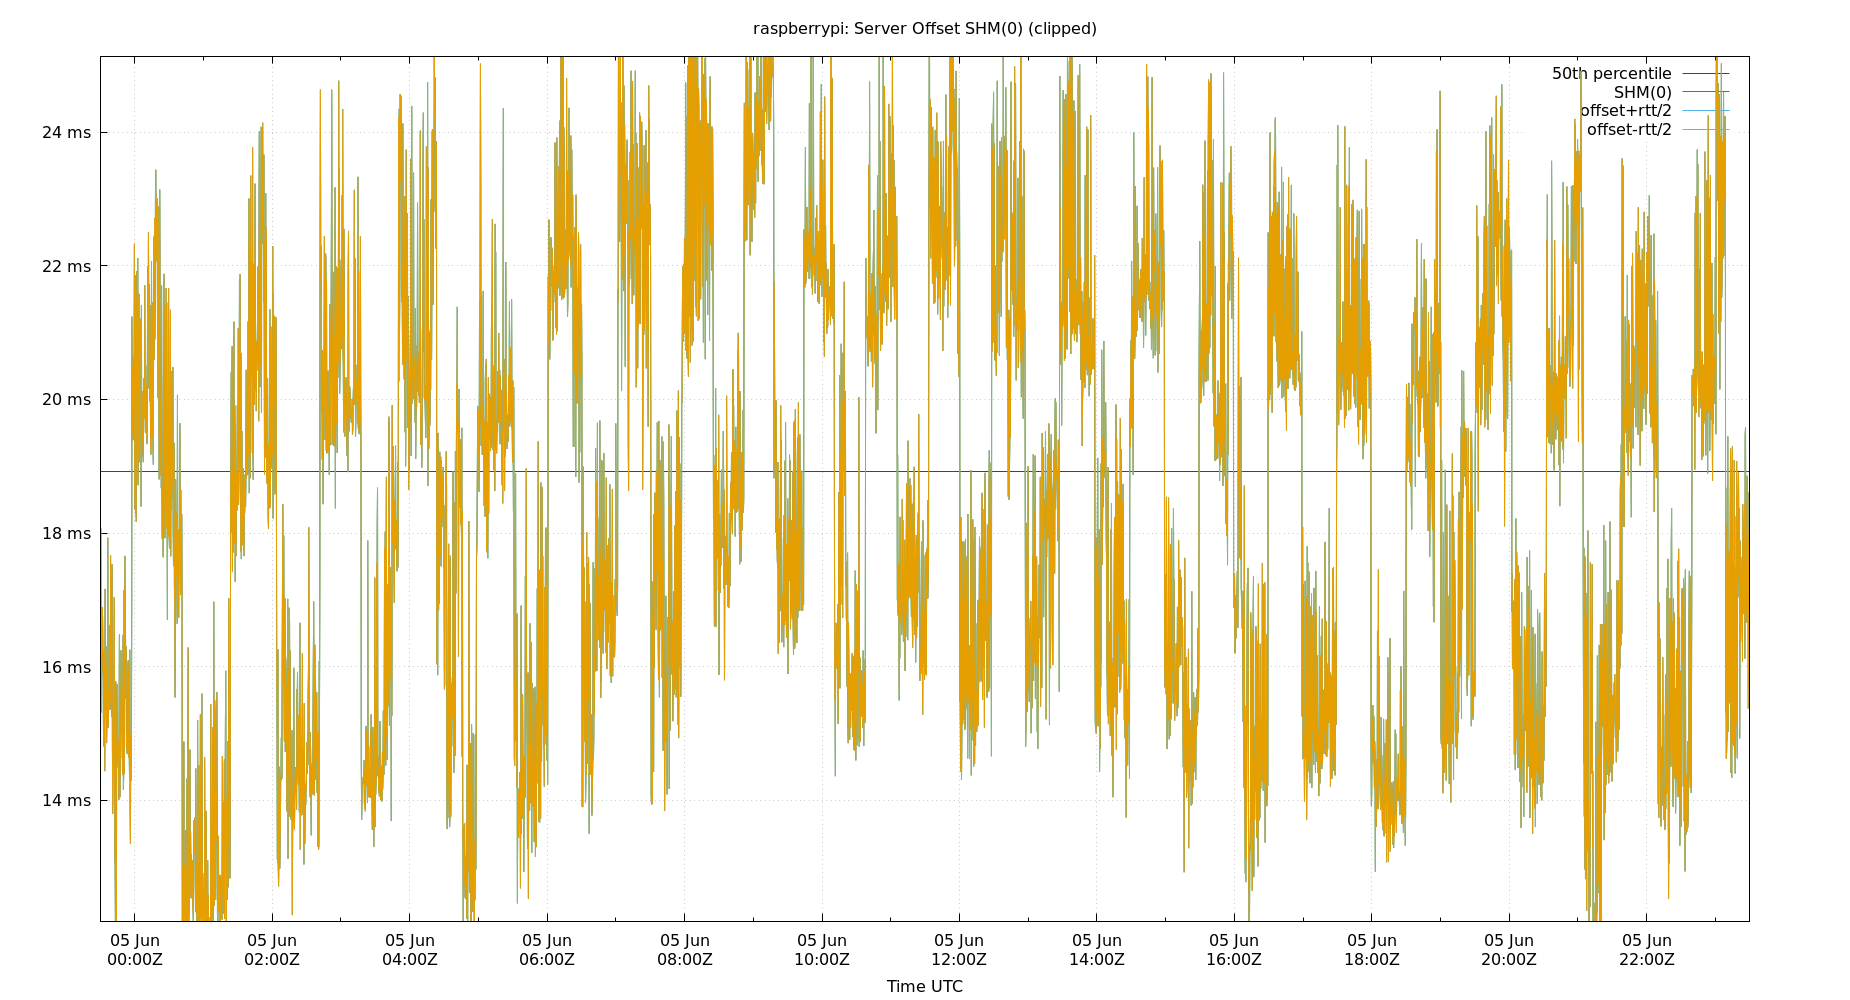 raspberrypi: Server Offset SHM(0) (clipped)
50th percentile
SHM(0)
offset+rtt/2
offset-rtt/2
24 ms
22 ms
20 ms
18 ms
16 ms
14 ms
05 Jun 05 Jun 05 Jun 05 Jun 05 Jun 05 Jun 05 Jun 05 Jun 05 Jun 05 Jun 05 Jun 05 Jun
00:00Z 02:00Z 04:00Z 06:00Z 08:00Z 10:00Z 12:00Z 14:00Z 16:00Z 18:00Z 20:00Z 22:00Z
Time UTC